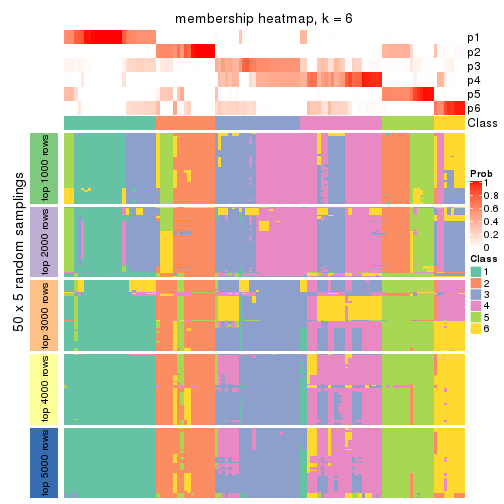 membership heatmap, k = 6
p1
p2
p3
p4
p5
p6
Class
50 x 5 random samplings
top 1000 rows
top 2000 rows
top 3000 rows
top 4000 rows
top 5000 rows
Prob
1
0.8
0.6
0.4
0.2
0
Class
1
2
3
4
5
6